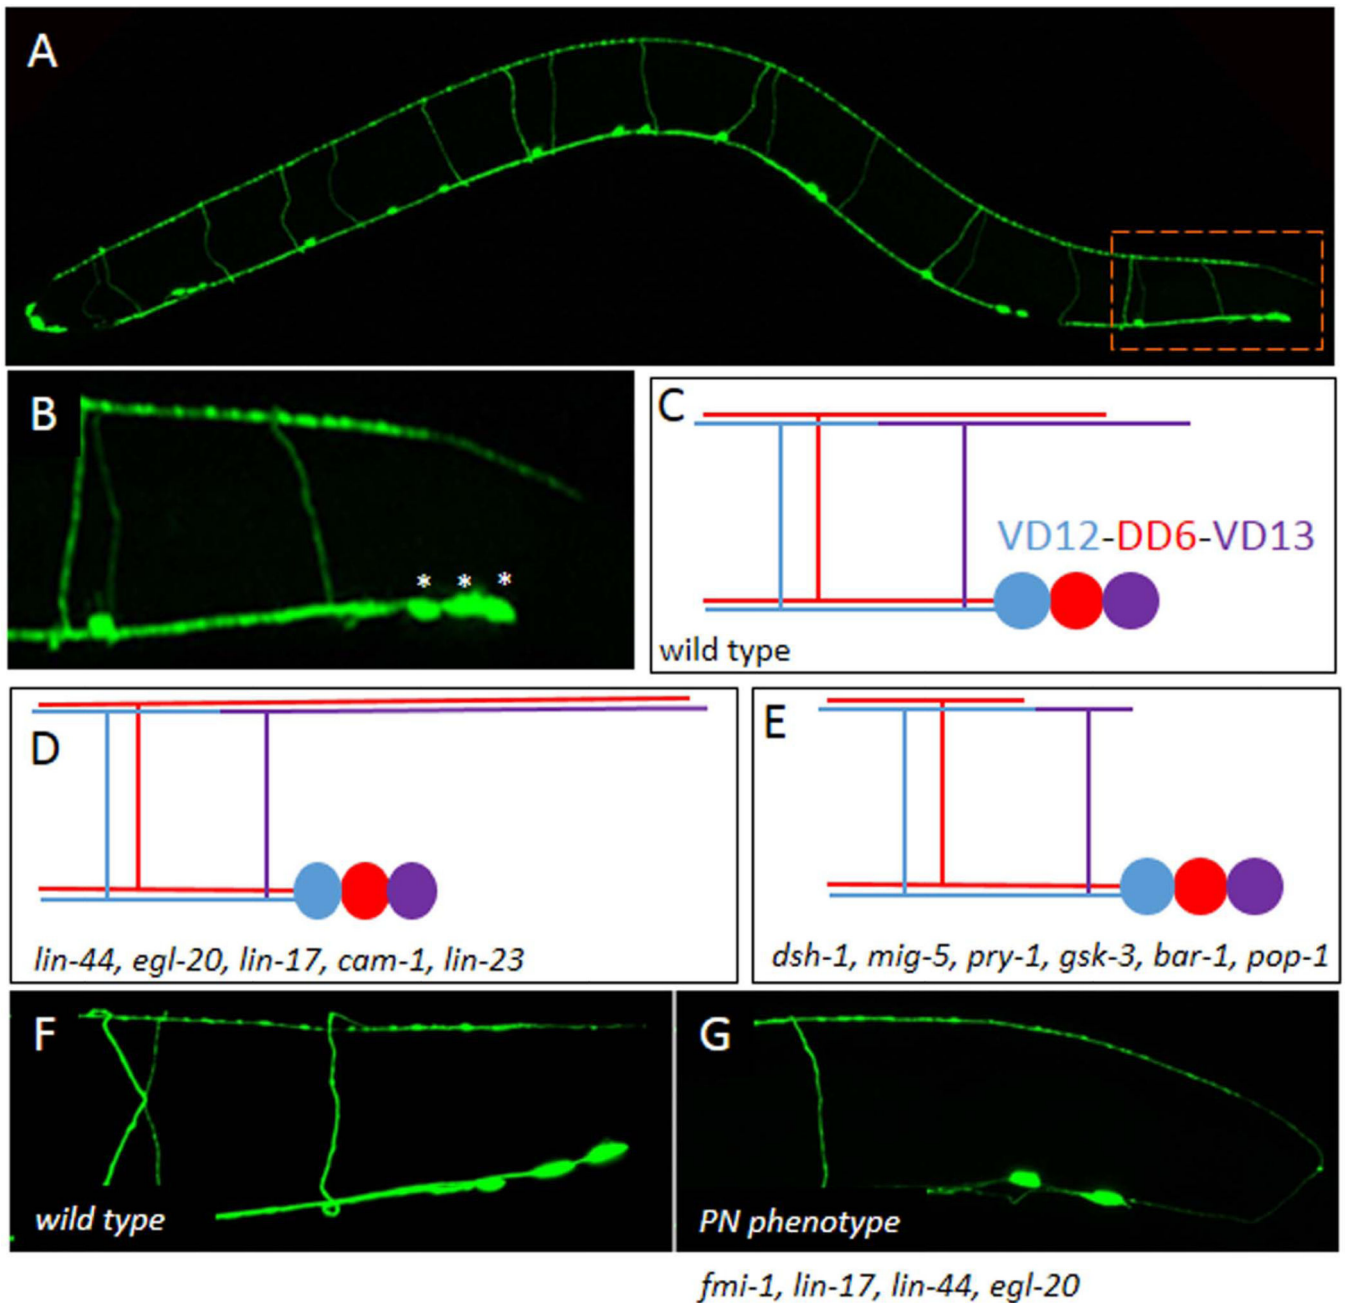 A
B
* * *
C
VD12-DD6-VD13
wild type
D
lin-44, egl-20, lin-17, cam-1, lin-23
E
dsh-1, mig-5, pry-1, gsk-3, bar-1, pop-1
F
wild type
G
PN phenotype
fmi-1, lin-17, lin-44, egl-20